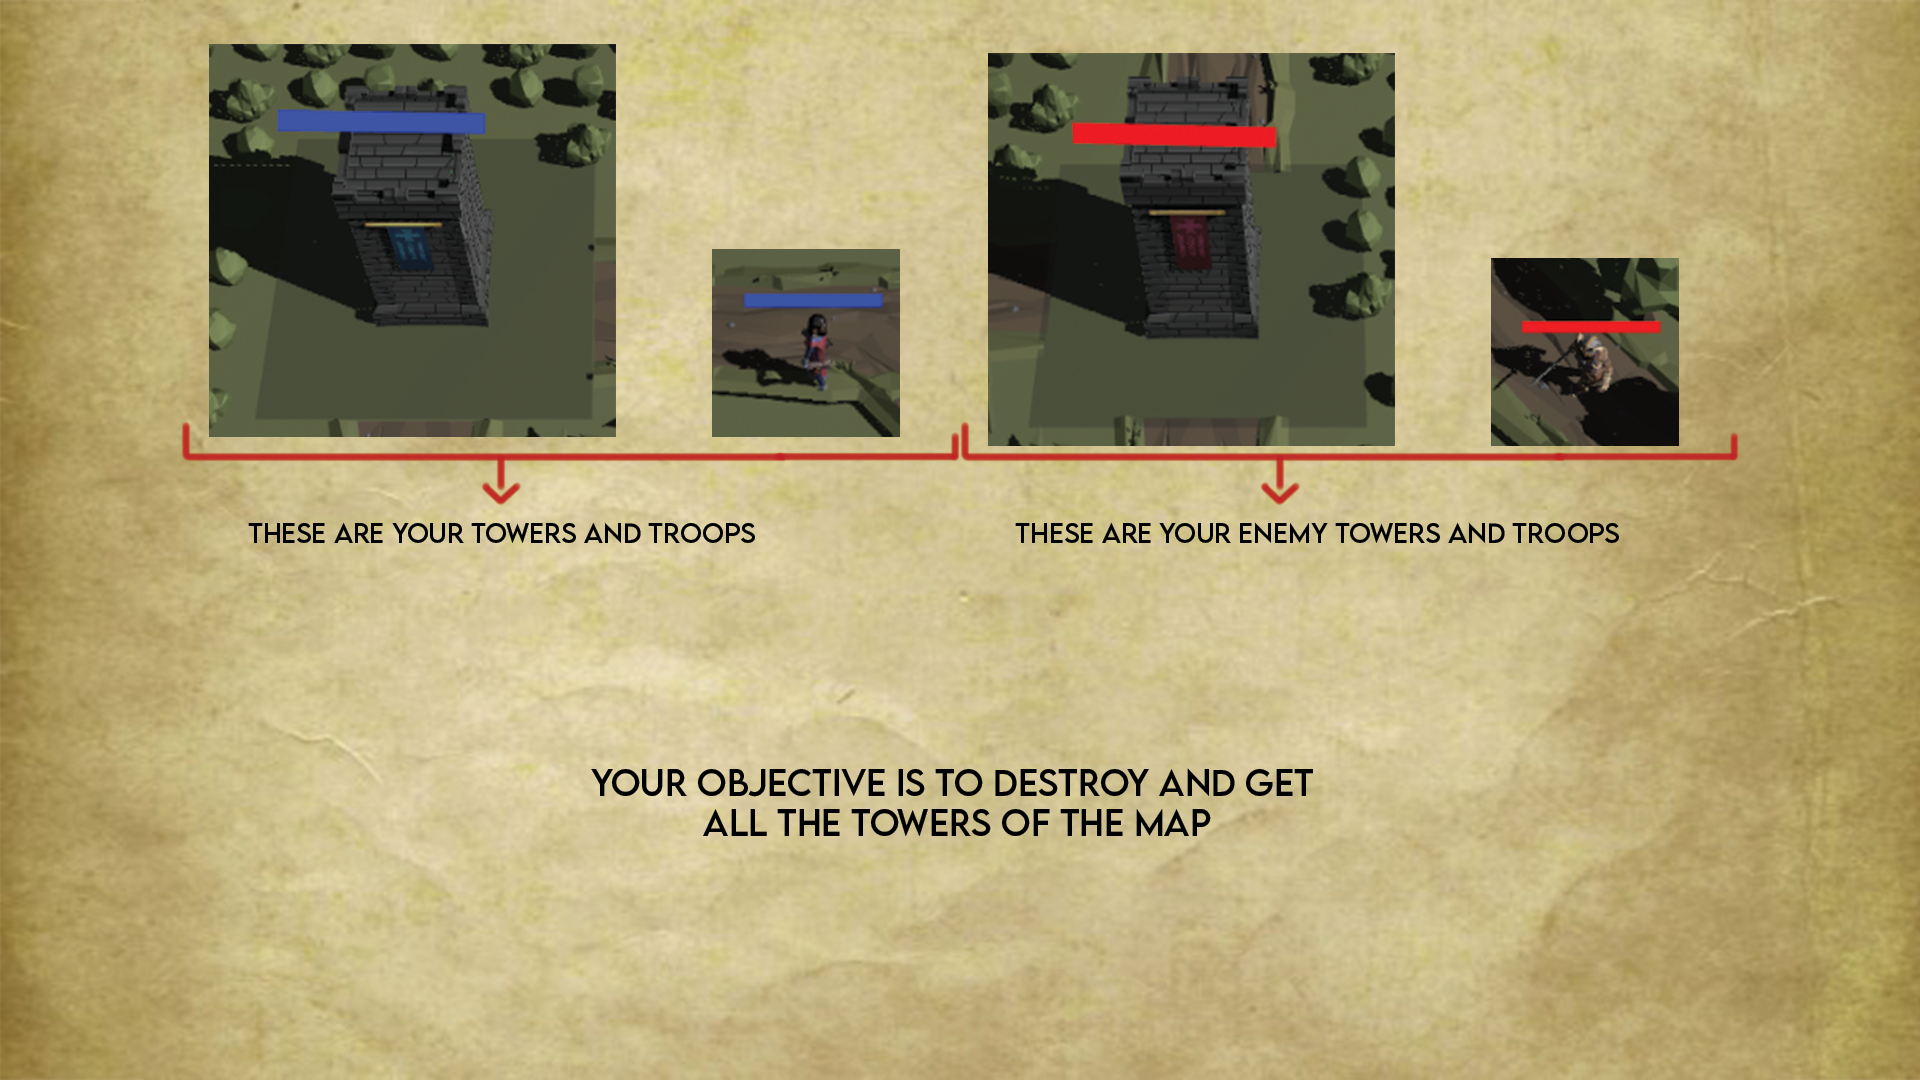 THESE ARE YOUR TOWERS AND TROOPS
THESE ARE YOUR ENEMY TOWERS AND TROOPS
YOUR OBJECTIVE IS TO DESTROY AND GET
ALL THE TOWERS OF THE MAP